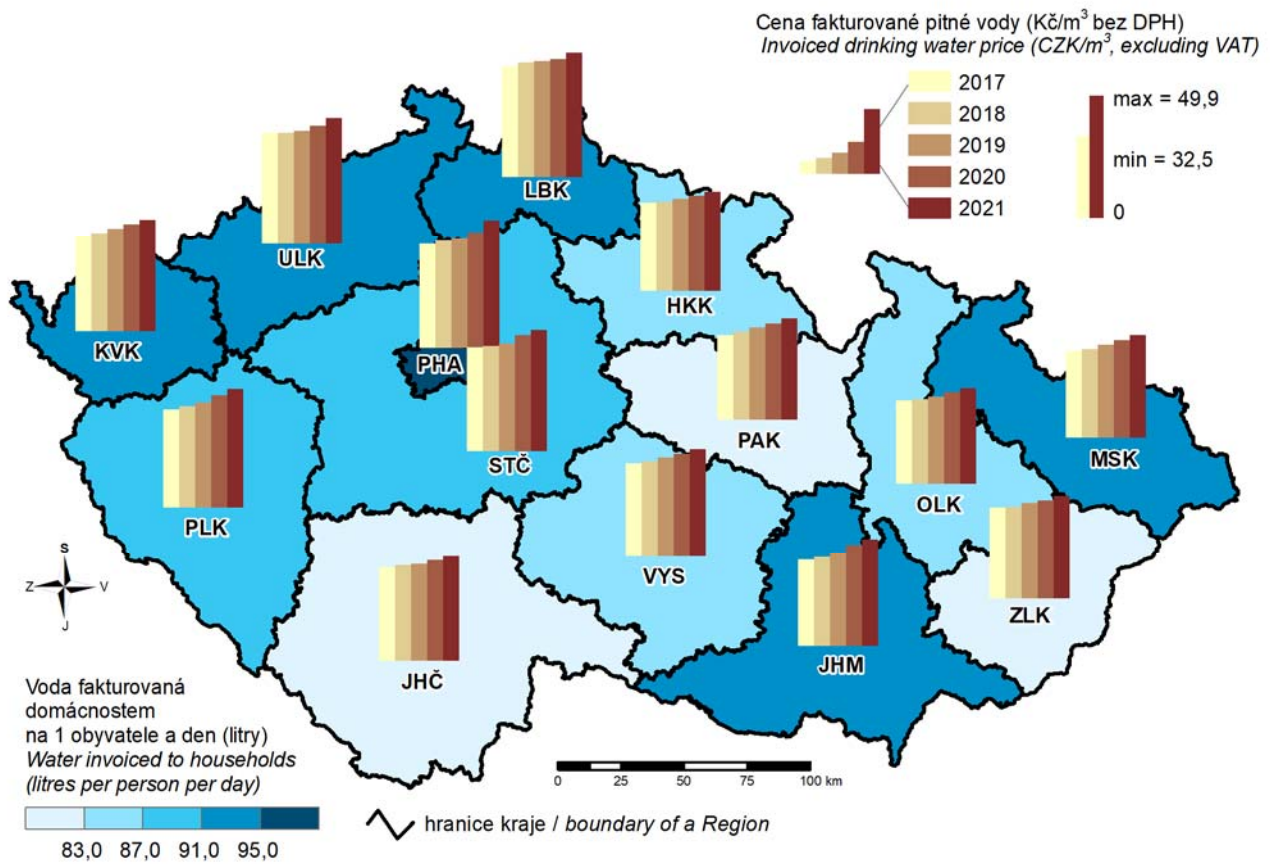 Cena fakturované pitné vody (Kč/m³ bez DPH)
Invoiced drinking water price (CZK/m³, excluding VAT)
2017
2018
2019
2020
2021
max = 49,9
min = 32,5
0
LBK
ULK
KVK
HKK
PHA
STČ
PAK
MSK
PLK
OLK
VYS
ZLK
JHČ
JHM
S
Z V
J
Voda fakturovaná
domácnostem
na 1 obyvatele a den (litry)
Water invoiced to households
(litres per person per day)
83,0 87,0 91,0 95,0
0 25 50 75 100 km
hranice kraje / boundary of a Region